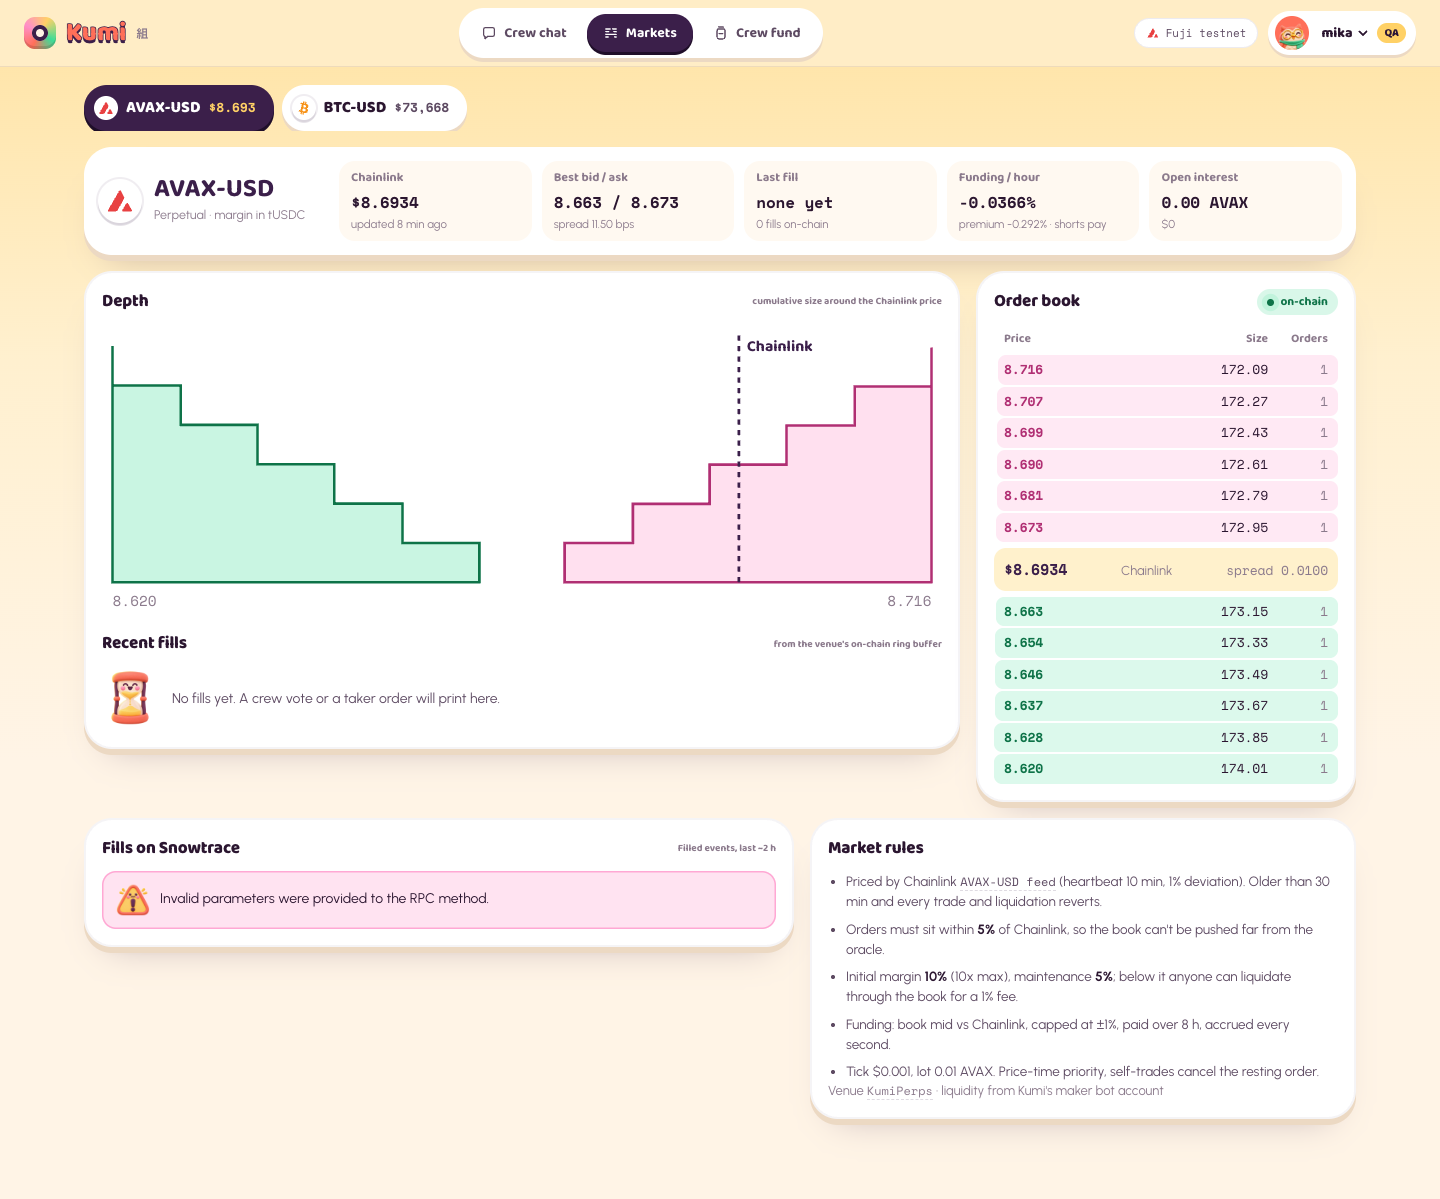 Kumi 組
Crew chat
Markets
Crew fund
Fuji testnet
mika
QA
AVAX-USD $8.693
BTC-USD $73,668
AVAX-USD
Perpetual · margin in tUSDC
Chainlink
$8.6934
updated 8 min ago
Best bid / ask
8.663 / 8.673
spread 11.50 bps
Last fill
none yet
0 fills on-chain
Funding / hour
-0.0366%
premium -0.292% · shorts pay
Open interest
0.00 AVAX
$0
Depth
cumulative size around the Chainlink price
Chainlink
8.620
8.716
Recent fills
from the venue's on-chain ring buffer
No fills yet. A crew vote or a taker order will print here.
Order book
on-chain
Price Size Orders
8.716 172.09 1
8.707 172.27 1
8.699 172.43 1
8.690 172.61 1
8.681 172.79 1
8.673 172.95 1
$8.6934 Chainlink spread 0.0100
8.663 173.15 1
8.654 173.33 1
8.646 173.49 1
8.637 173.67 1
8.628 173.85 1
8.620 174.01 1
Fills on Snowtrace
Filled events, last ~2 h
Invalid parameters were provided to the RPC method.
Market rules
• Priced by Chainlink AVAX-USD feed (heartbeat 10 min, 1% deviation). Older than 30
min and every trade and liquidation reverts.
• Orders must sit within 5% of Chainlink, so the book can't be pushed far from the
oracle.
• Initial margin 10% (10x max), maintenance 5%; below it anyone can liquidate
through the book for a 1% fee.
• Funding: book mid vs Chainlink, capped at ±1%, paid over 8 h, accrued every
second.
• Tick $0.001, lot 0.01 AVAX. Price-time priority, self-trades cancel the resting order.
Venue KumiPerps · liquidity from Kumi's maker bot account